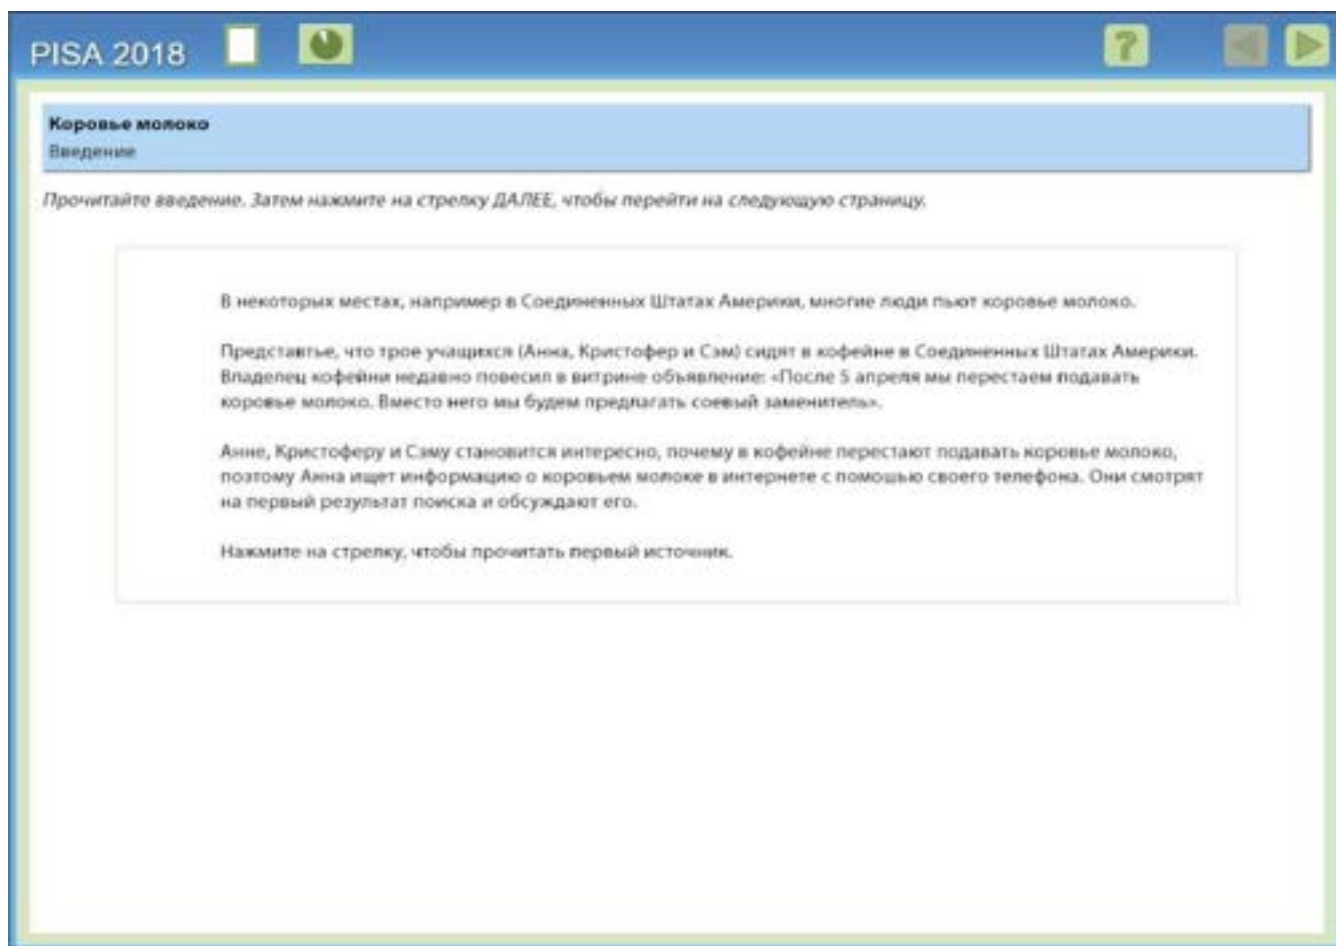 PISA 2018
?
Коровье молоко
Введение
Прочитайте введение. Затем нажмите на стрелку ДАЛЕЕ, чтобы перейти на следующую страницу.
В некоторых местах, например в Соединенных Штатах Америки, многие люди пьют коровье молоко.
Представтье, что трое учащихся (Анна, Кристофер и Сэм) сидят в кофейне в Соединенных Штатах Америки.
Владелец кофейни недавно повесил в витрине объявление: «После 5 апреля мы перестаем подавать
коровье молоко. Вместо него мы будем предлагать соевый заменитель».
Анне, Кристоферу и Сэму становится интересно, почему в кофейне перестают подавать коровье молоко,
поэтому Анна ищет информацию о коровьем молоке в интернете с помошью своего телефона. Они смотрят
на первый результат поиска и обсуждают его.
Нажмите на стрелку, чтобы прочитать первый источник.